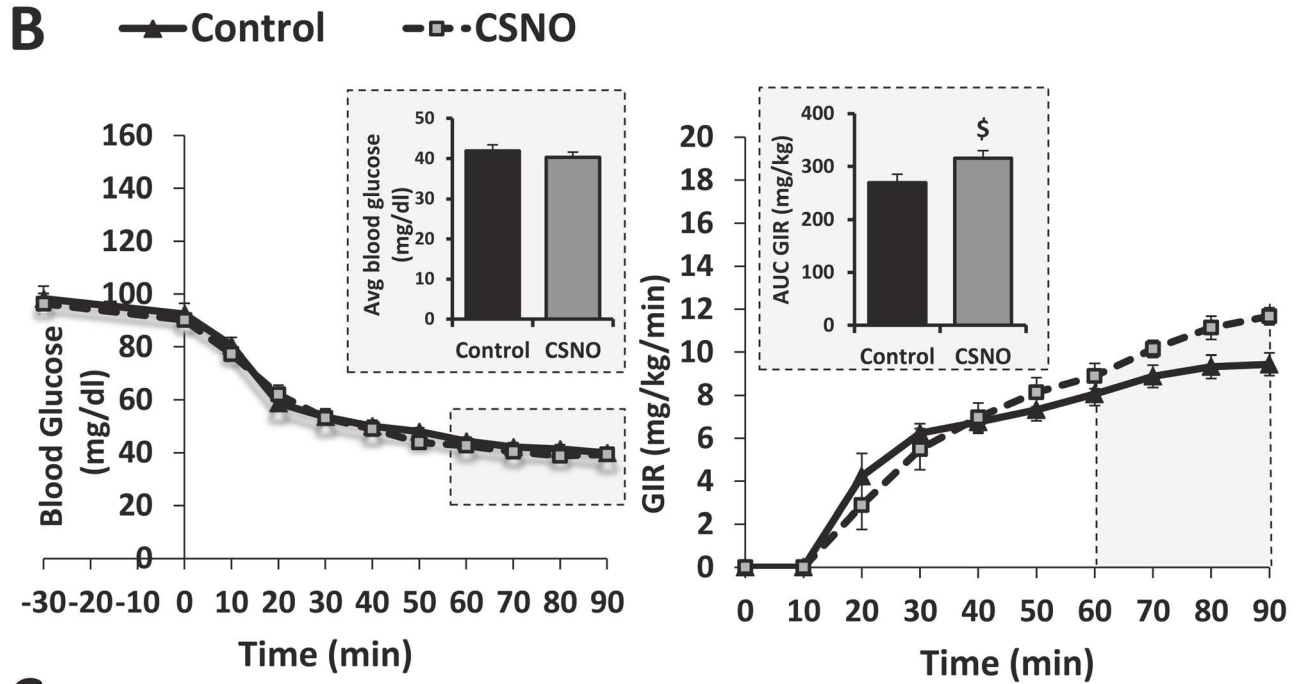 B
Control
CSNO
160
140
120
100
80
60
40
20
0
Blood Glucose
(mg/dl)
-30 -20 -10 0 10 20 30 40 50 60 70 80 90
Time (min)
50
40
30
20
10
0
Avg blood glucose
(mg/dl)
Control CSNO
20
18
16
14
12
10
8
6
4
2
0
GIR (mg/kg/min)
0 10 20 30 40 50 60 70 80 90
Time (min)
400
300
200
100
0
AUC GIR (mg/kg)
$
Control CSNO